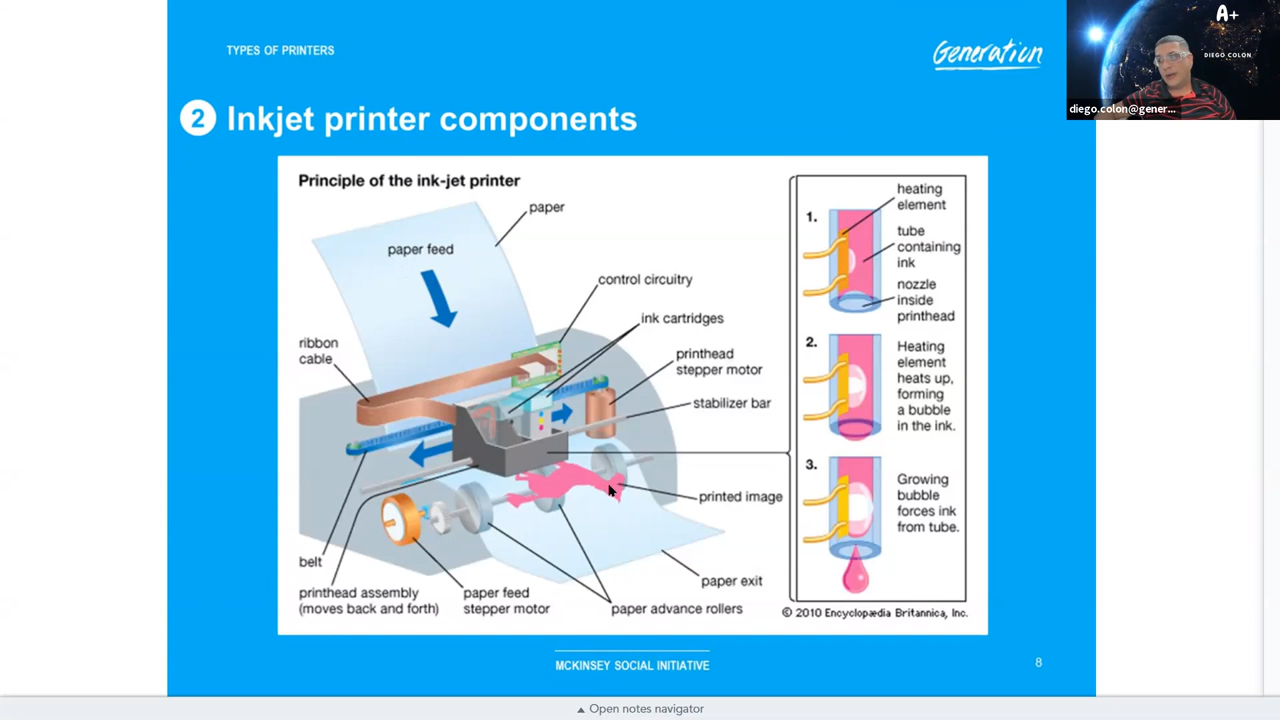 TYPES OF PRINTERS
Generation
A+
DIEGO COLON
diego.colon@gener...
2 Inkjet printer components
Principle of the ink-jet printer
paper
paper feed
control circuitry
ink cartridges
ribbon
cable
printhead
stepper motor
stabilizer bar
printed image
belt
printhead assembly
(moves back and forth)
paper feed
stepper motor
paper advance rollers
paper exit
1.
heating
element
tube
containing
ink
nozzle
inside
printhead
2.
Heating
element
heats up,
forming
a bubble
in the ink.
3.
Growing
bubble
forces ink
from tube.
© 2010 Encyclopædia Britannica, Inc.
MCKINSEY SOCIAL INITIATIVE
8
Open notes navigator